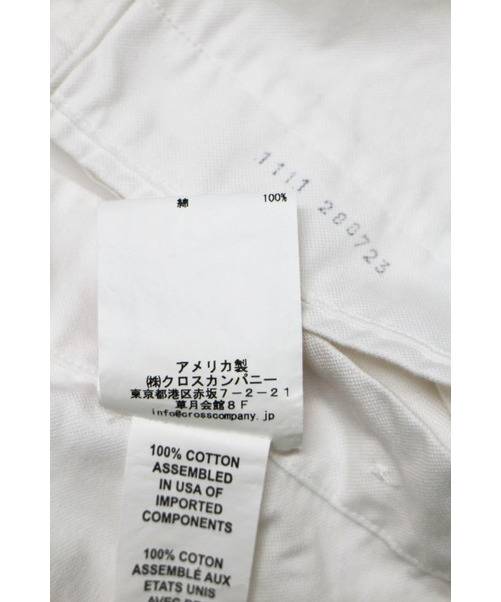 1111 280723
綿 100%
アメリカ製
(株)クロスカンパニー
東京都港区赤坂7-2-21
草月会館8F
info@crosscompany.jp
100% COTTON
ASSEMBLED
IN USA OF
IMPORTED
COMPONENTS
100% COTON
ASSEMBLÉ AUX
ETATS UNIS
AVEC